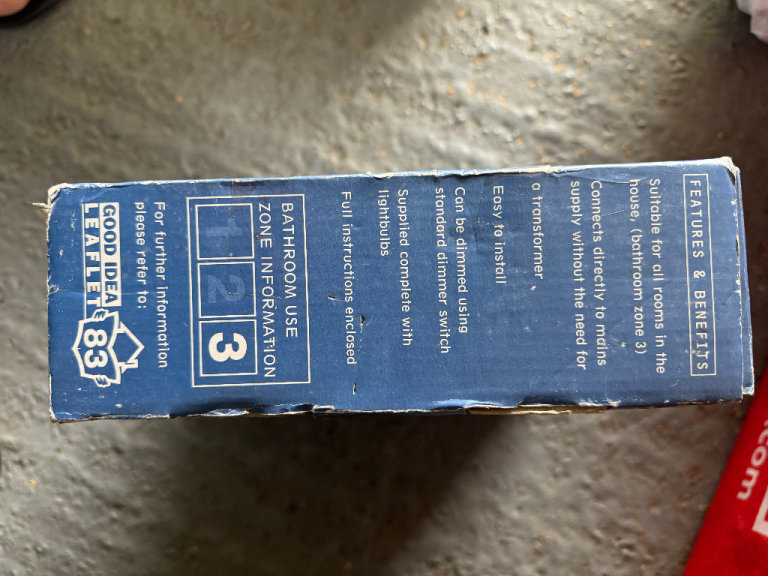 FEATURES & BENEFITS
Suitable for all rooms in the
house, (bathroom zone 3)
Connects directly to mains
supply without the need for
a transformer
Easy to install
Can be dimmed using
standard dimmer switch
Supplied complete with
lightbulbs
Full instructions enclosed
BATHROOM USE
ZONE INFORMATION
1 2 3
For further information
please refer to:
GOOD IDEA
LEAFLET 83
.com